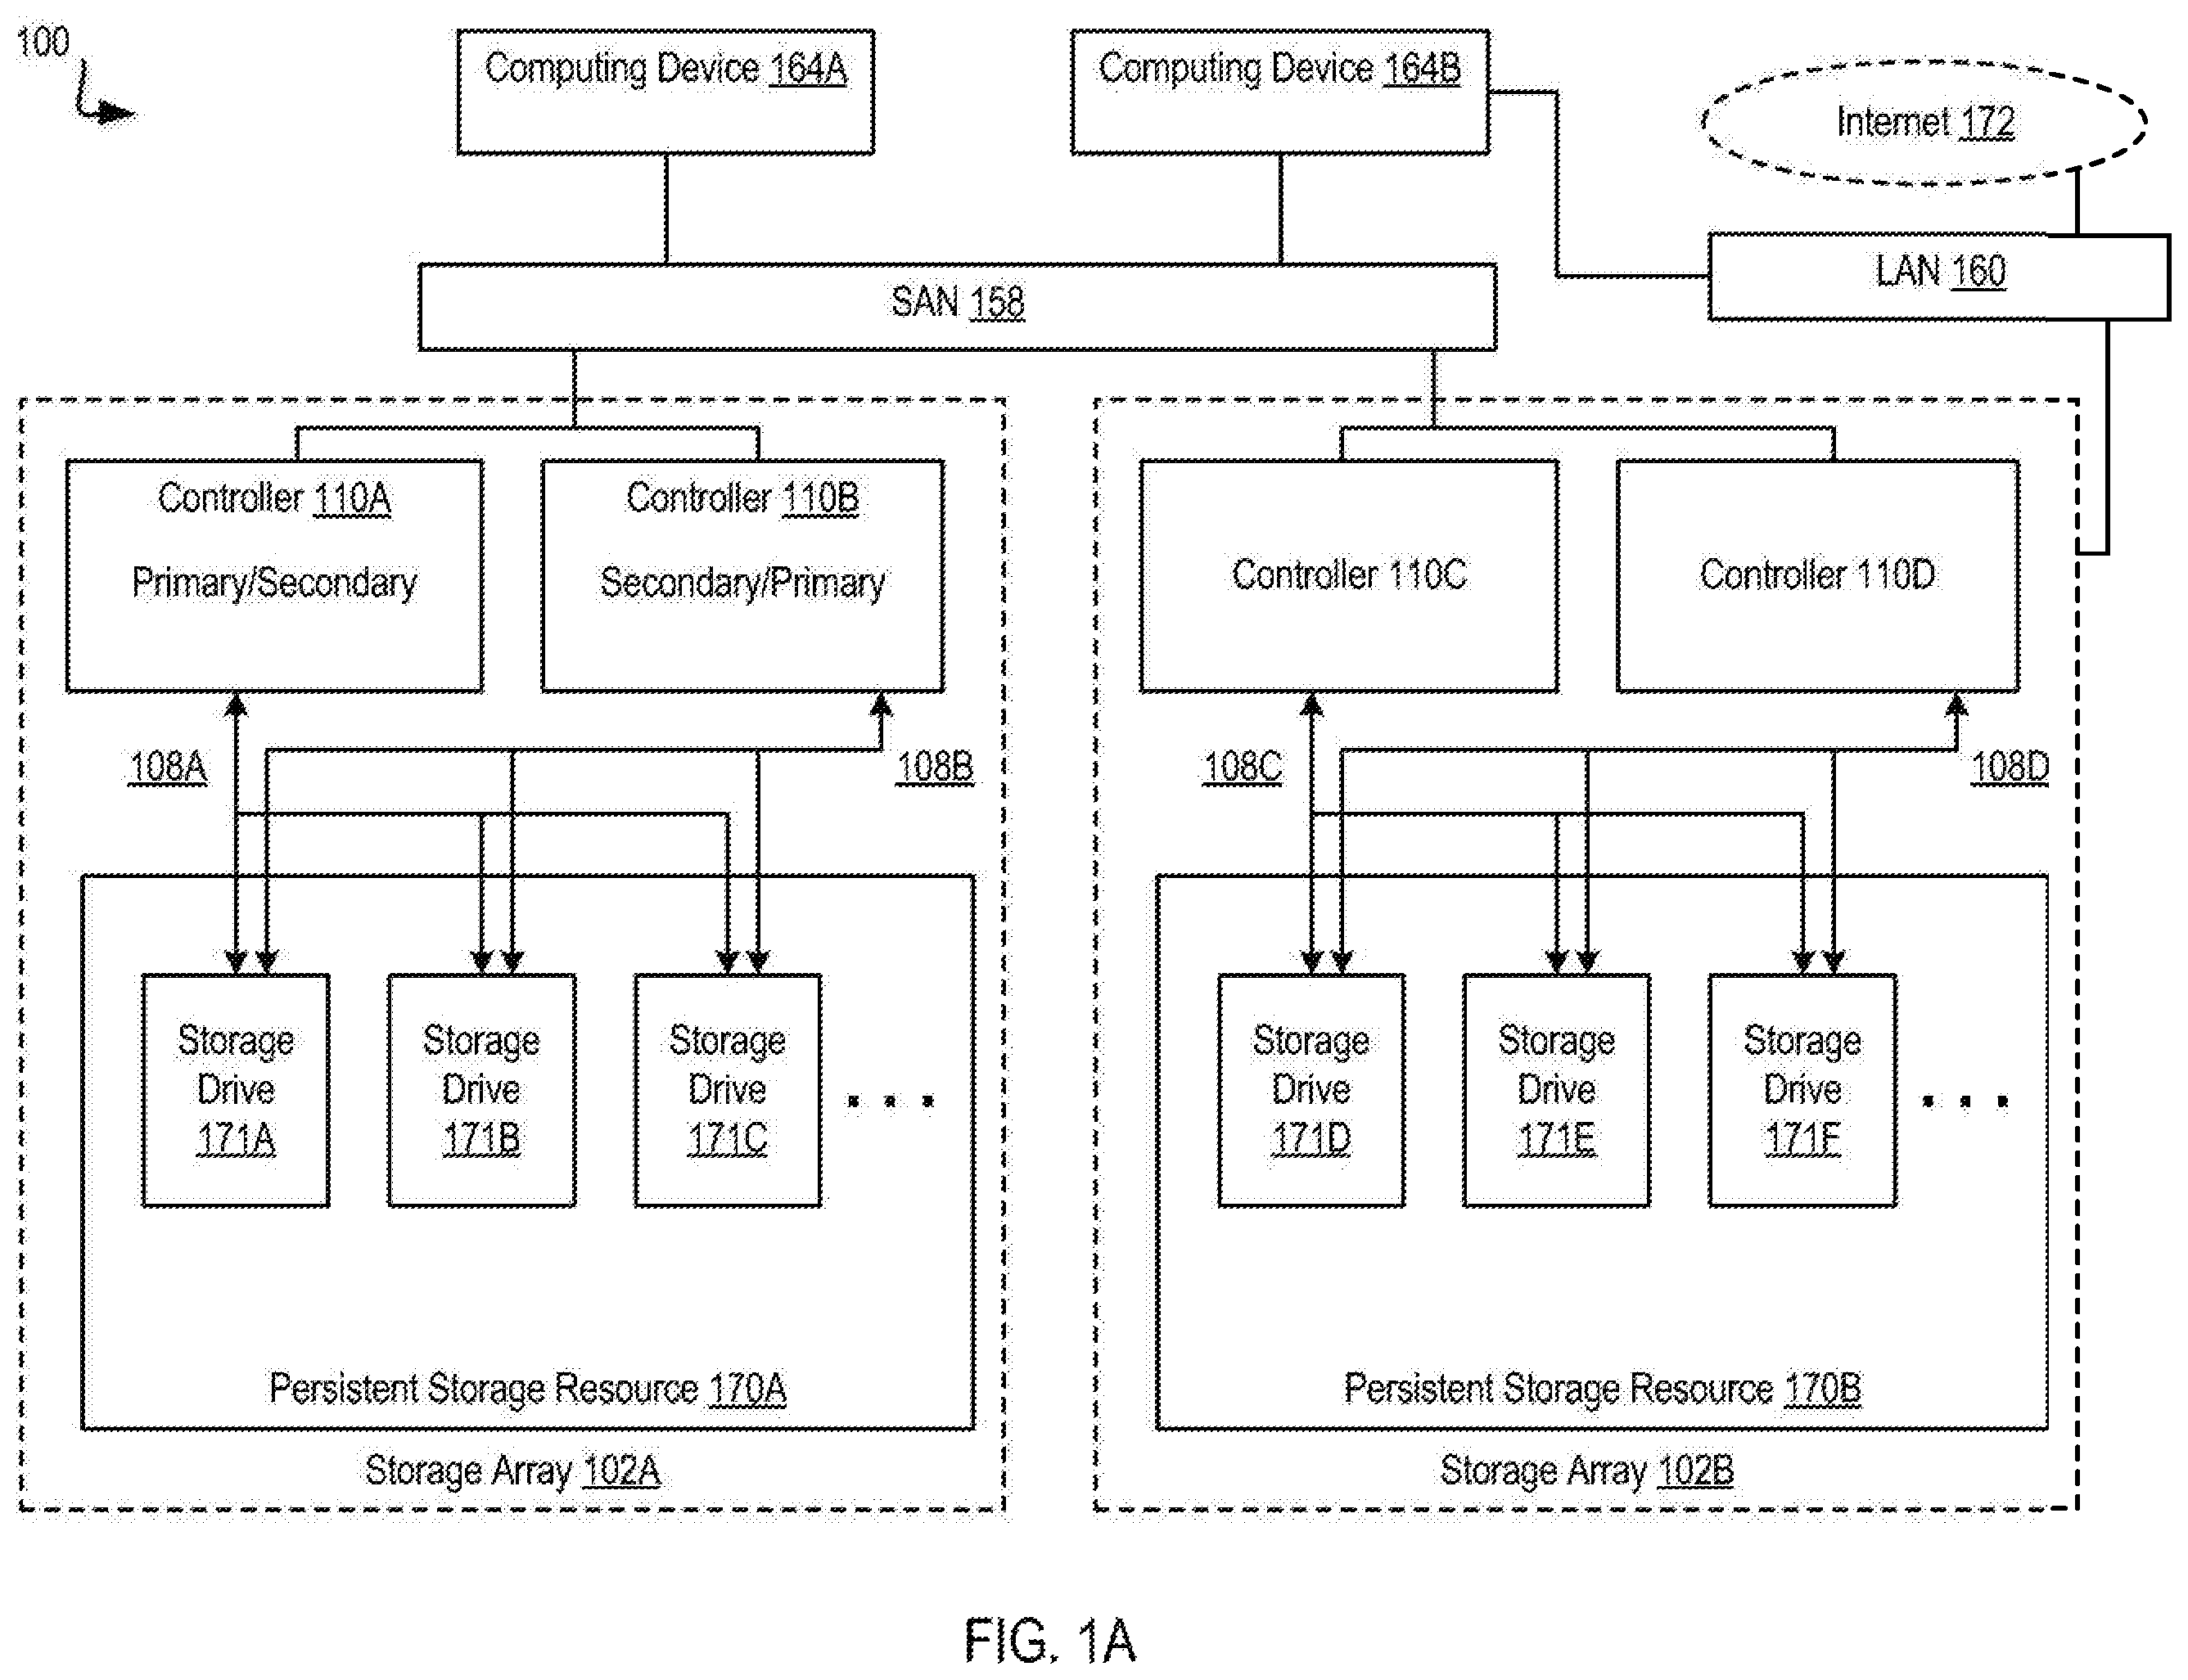 100
Computing Device 164A
Computing Device 164B
Internet 172
LAN 160
SAN 158
Controller 110A
Primary/Secondary
Controller 110B
Secondary/Primary
Controller 110C
Controller 110D
108A
108B
108C
108D
Storage
Drive
171A
Storage
Drive
171B
Storage
Drive
171C
. . .
Storage
Drive
171D
Storage
Drive
171E
Storage
Drive
171F
. . .
Persistent Storage Resource 170A
Persistent Storage Resource 170B
Storage Array 102A
Storage Array 102B
FIG. 1A